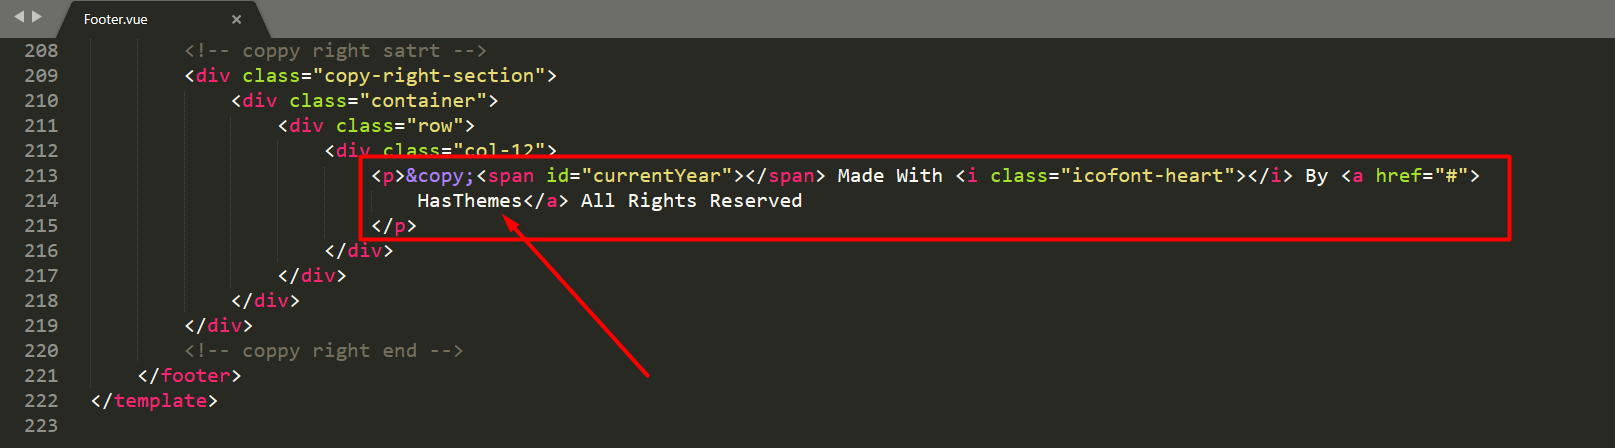 Footer.vue
208 <!-- coppy right satrt -->
209 <div class="copy-right-section">
210 <div class="container">
211 <div class="row">
212 <div class="col-12">
213 <p>&copy;<span id="currentYear"></span> Made With <i class="icofont-heart"></i> By <a href="#">
214 HasThemes</a> All Rights Reserved
215 </p>
216 </div>
217 </div>
218 </div>
219 </div>
220 <!-- coppy right end -->
221 </footer>
222 </template>
223